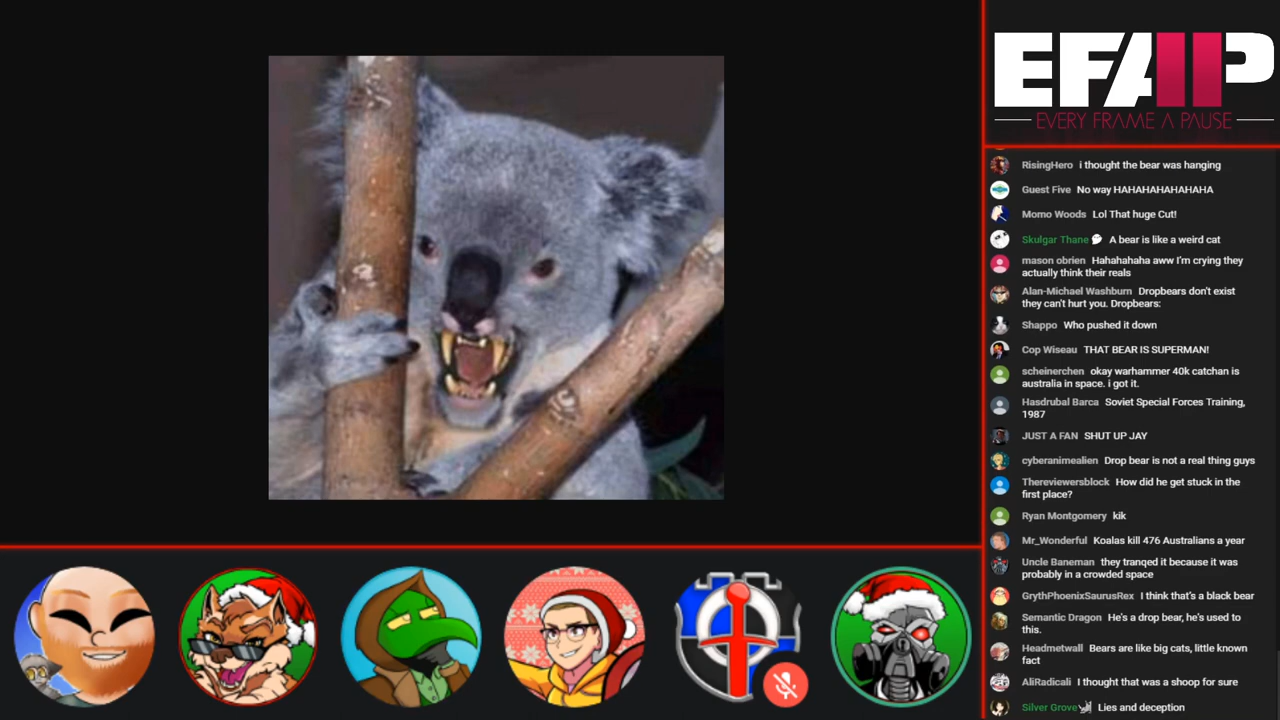 EFAP
EVERY FRAME A PAUSE
RisingHero i thought the bear was hanging
Guest Five No way HAHAHAHAHAHAHA
Momo Woods Lol That huge Cut!
Skulgar Thane A bear is like a weird cat
mason obrien Hahahahaha aww I'm crying they
actually think their reals
Alan-Michael Washburn Dropbears don't exist
they can't hurt you. Dropbears:
Shappo Who pushed it down
Cop Wiseau THAT BEAR IS SUPERMAN!
scheinerchen okay warhammer 40k catchan is
australia in space. i got it.
Hasdrubal Barca Soviet Special Forces Training,
1987
JUST A FAN SHUT UP JAY
cyberanimealien Drop bear is not a real thing guys
Thereviewersblock How did he get stuck in the
first place?
Ryan Montgomery kik
Mr_Wonderful Koalas kill 476 Australians a year
Uncle Baneman they tranqed it because it was
probably in a crowded space
GrythPhoenixSaurusRex I think that's a black bear
Semantic Dragon He's a drop bear, he's used to
this.
Headmetwall Bears are like big cats, little known
fact
AliRadicali I thought that was a shoop for sure
Silver Grove Lies and deception